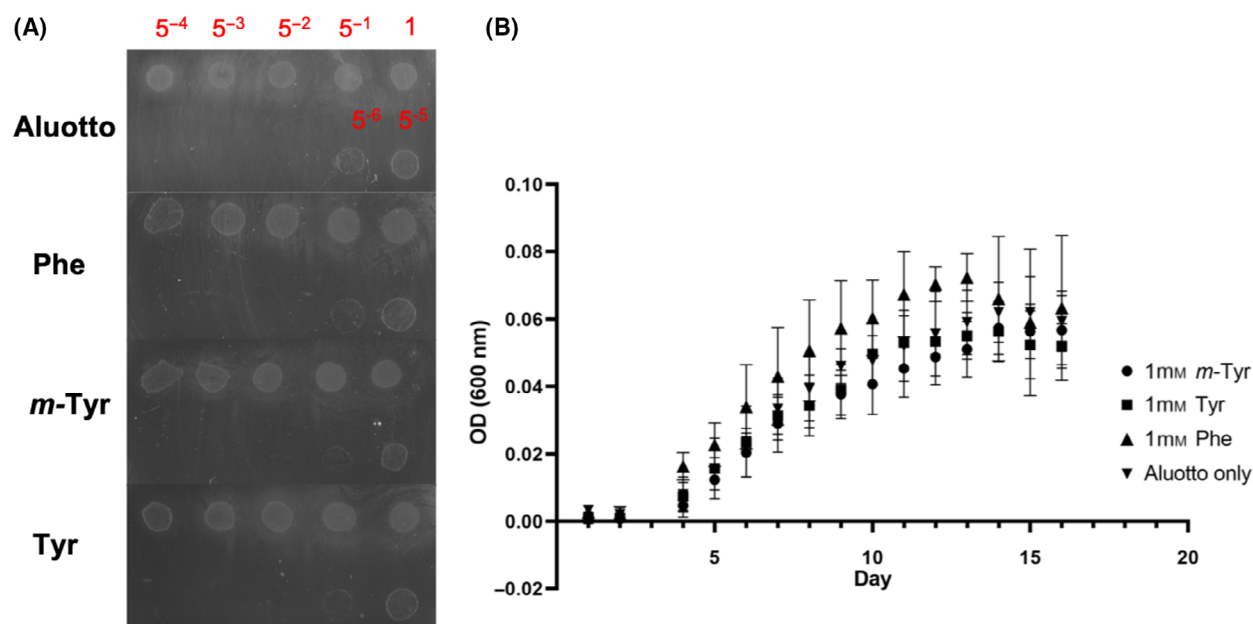 (A)
5⁻⁴ 5⁻³ 5⁻² 5⁻¹ 1
5⁻⁶ 5⁻⁵
Aluotto
Phe
m-Tyr
Tyr
(B)
OD (600 nm)
0.10
0.08
0.06
0.04
0.02
0.00
−0.02
5 10 15 20
Day
1mM m-Tyr
1mM Tyr
1mM Phe
Aluotto only